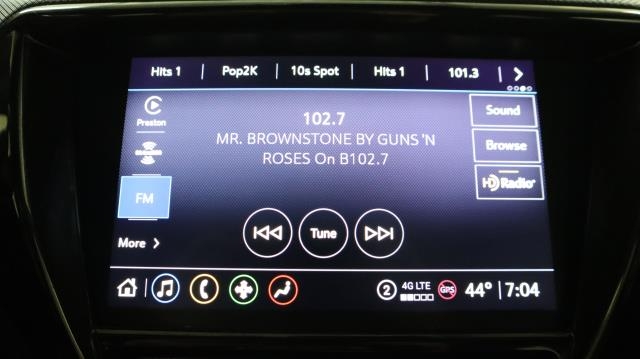 Hits 1 | Pop2K | 10s Spot | Hits 1 | 101.3
Preston
102.7
MR. BROWNSTONE BY GUNS 'N
ROSES On B102.7
Sound
Browse
HD Radio
FM
More
Tune
2 4G LTE GPS 44° 7:04